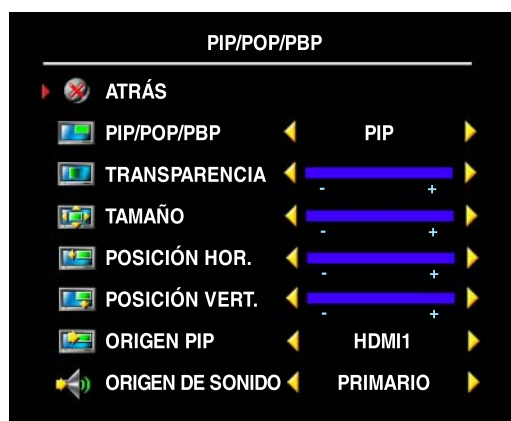 PIP/POP/PBP
ATRÁS
PIP/POP/PBP PIP
TRANSPARENCIA
- +
TAMAÑO
- +
POSICIÓN HOR.
- +
POSICIÓN VERT.
- +
ORIGEN PIP HDMI1
ORIGEN DE SONIDO PRIMARIO